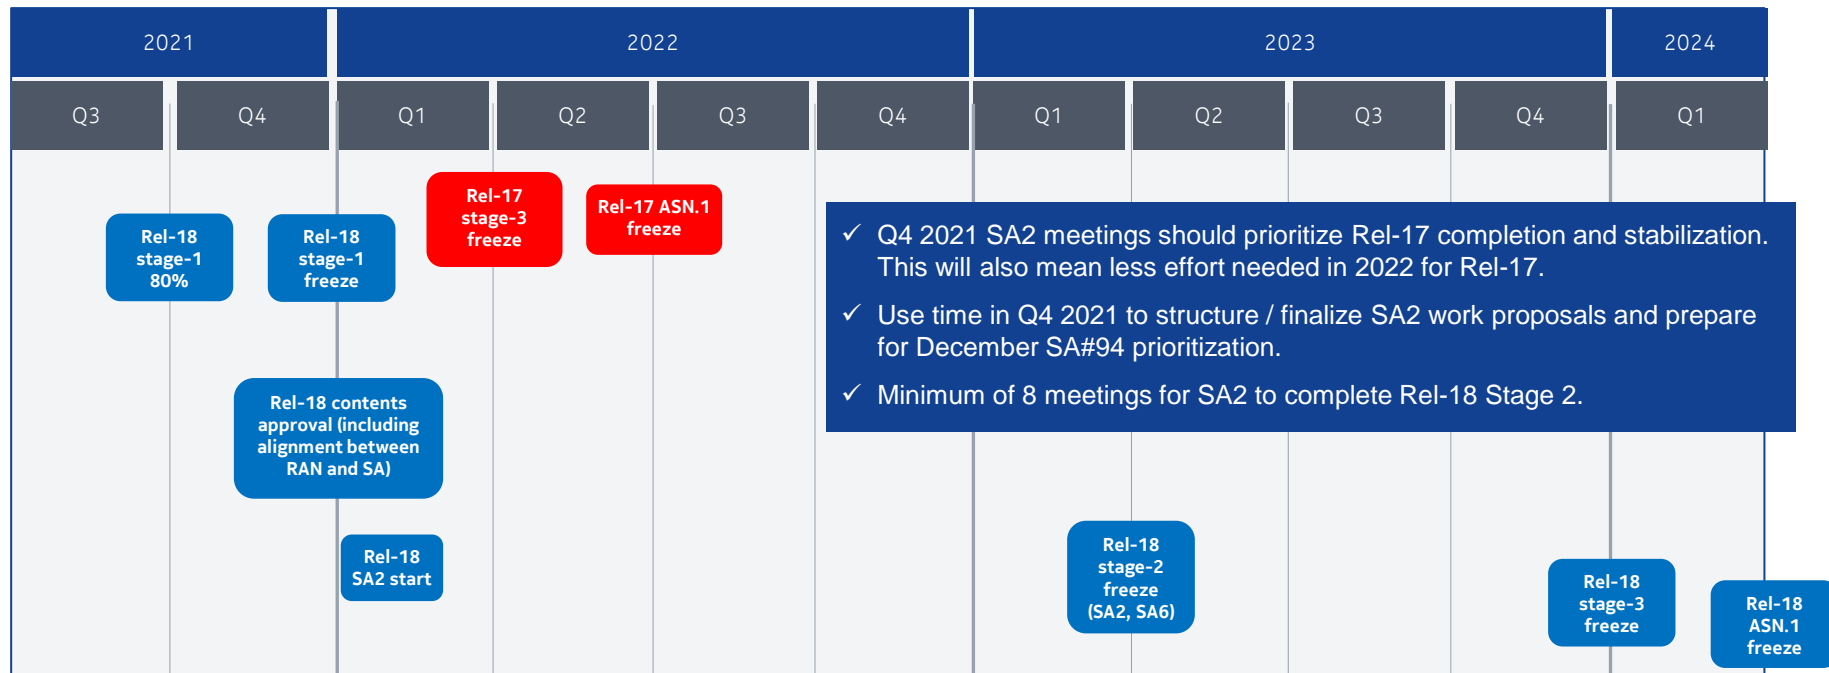 2021
2022
2023
2024
Q3
Q4
Q1
Q2
Q3
Q4
Q1
Q2
Q3
Q4
Q1
Rel-18
stage-1
80%
Rel-18
stage-1
freeze
Rel-17
stage-3
freeze
Rel-17 ASN.1
freeze
✓ Q4 2021 SA2 meetings should prioritize Rel-17 completion and stabilization.
This will also mean less effort needed in 2022 for Rel-17.
✓ Use time in Q4 2021 to structure / finalize SA2 work proposals and prepare
for December SA#94 prioritization.
✓ Minimum of 8 meetings for SA2 to complete Rel-18 Stage 2.
Rel-18 contents
approval (including
alignment between
RAN and SA)
Rel-18
SA2 start
Rel-18
stage-2
freeze
(SA2, SA6)
Rel-18
stage-3
freeze
Rel-18
ASN.1
freeze